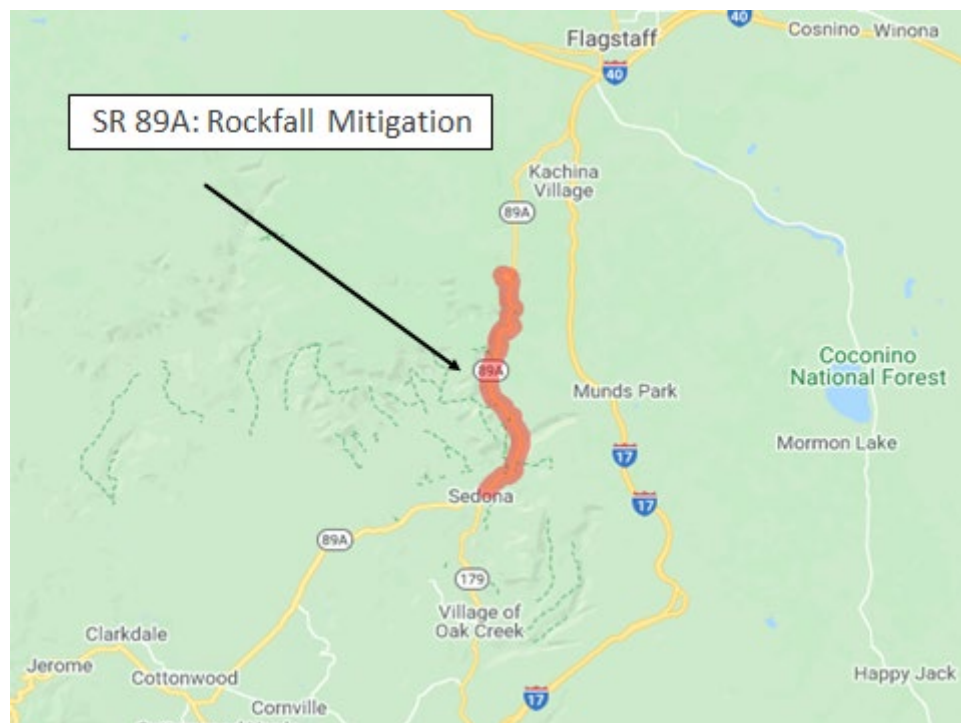 40
Cosnino
Winona
Flagstaff
40
SR 89A: Rockfall Mitigation
Kachina
Village
89A
89A
Coconino
National Forest
Munds Park
Mormon Lake
17
17
Sedona
89A
179
Village of
Oak Creek
Clarkdale
Jerome
Cottonwood
Happy Jack
17
Cornville